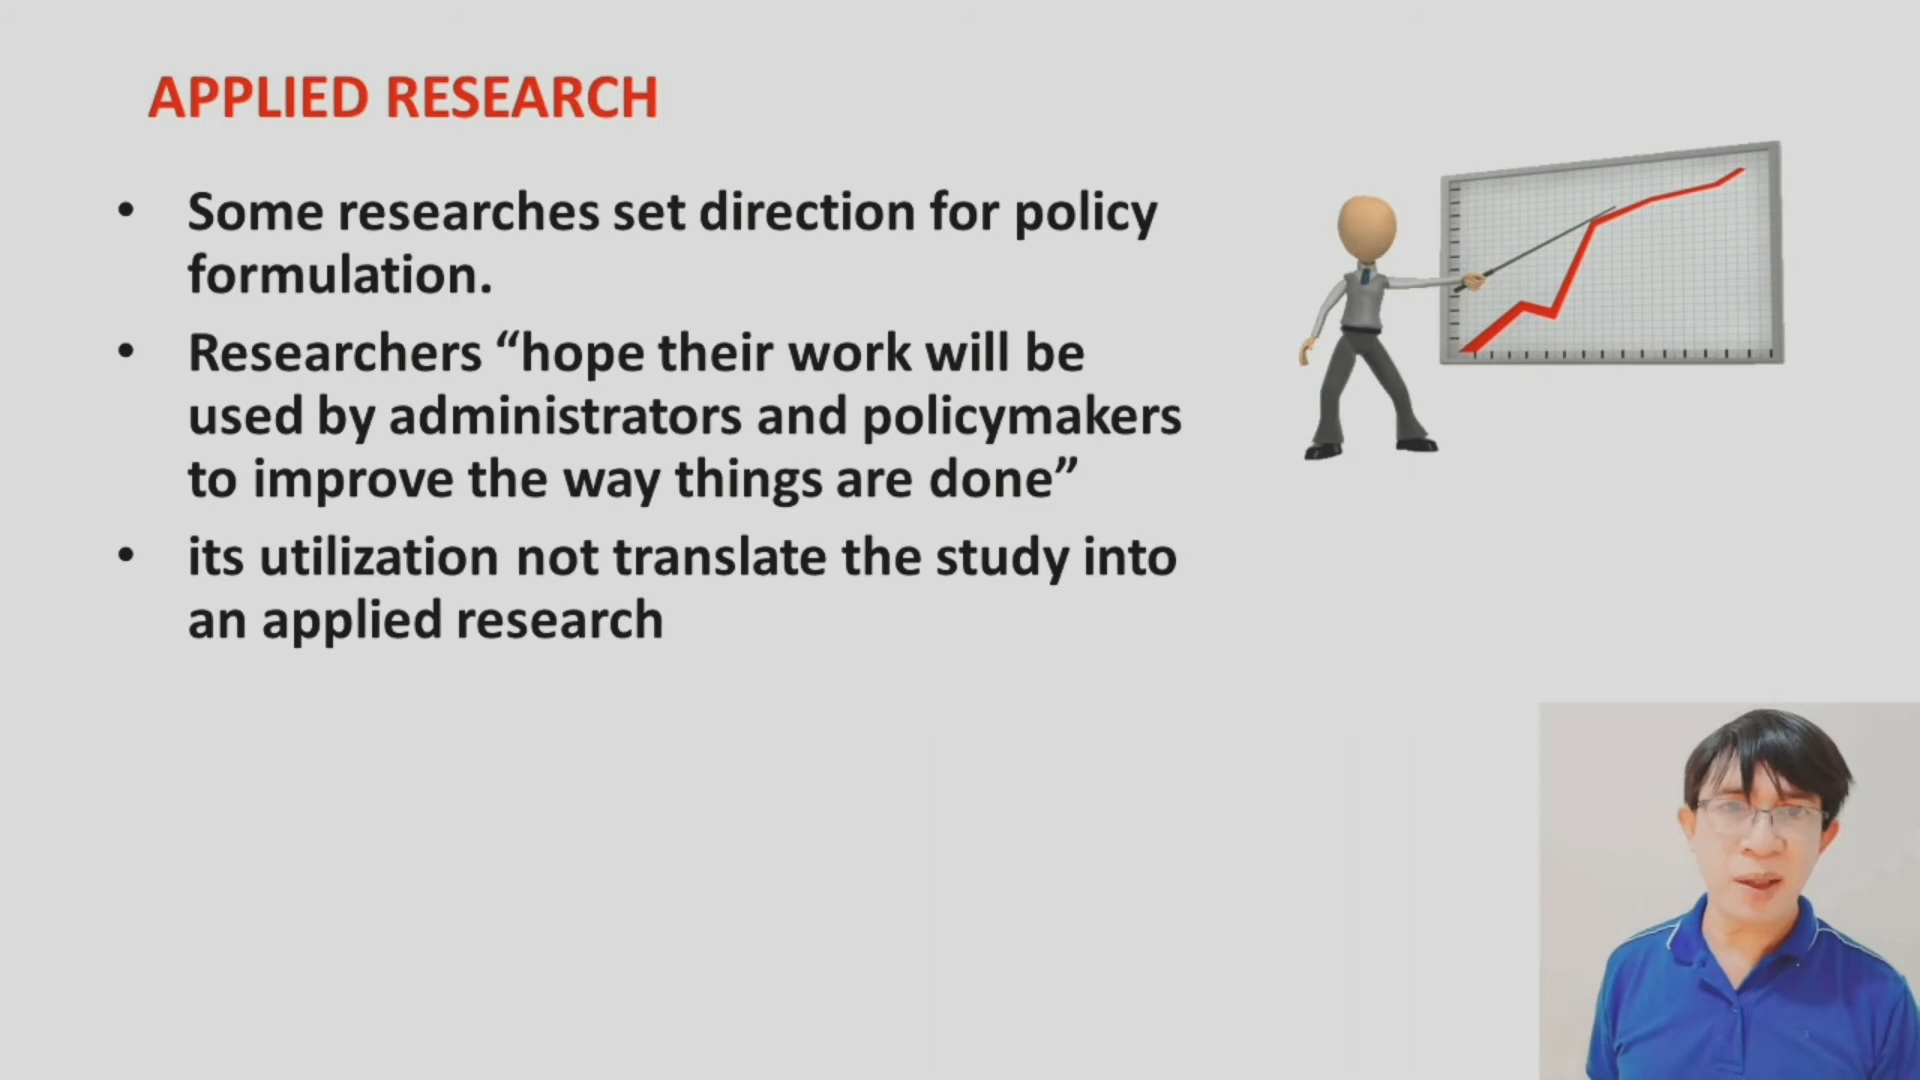 APPLIED RESEARCH
• Some researches set direction for policy
formulation.
• Researchers “hope their work will be
used by administrators and policymakers
to improve the way things are done”
• its utilization not translate the study into
an applied research